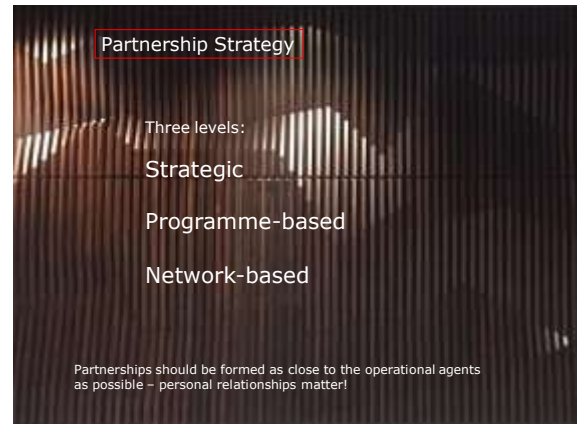 Partnership Strategy
Three levels:
Strategic
Programme-based
Network-based
Partnerships should be formed as close to the operational agents
as possible – personal relationships matter!